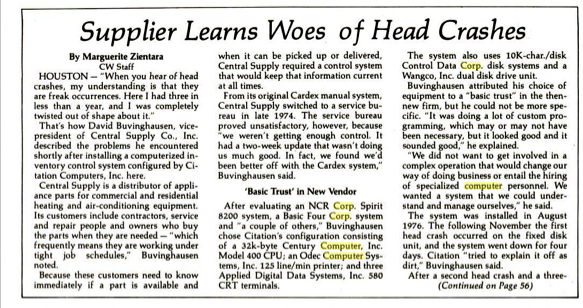 Supplier Learns Woes of Head Crashes
By Marguerite Zientara
CW Staff
HOUSTON — "When you hear of head
crashes, my understanding is that they
are freak occurrences. Here I had three in
less than a year, and I was completely
twisted out of shape about it."
That's how David Buvinghausen, vice-
president of Central Supply Co., Inc.
described the problems he encountered
shortly after installing a computerized in-
ventory control system configured by Ci-
tation Computers, Inc. here.
Central Supply is a distributor of appli-
ance parts for commercial and residential
heating and air-conditioning equipment.
Its customers include contractors, service
and repair people and owners who buy
the parts when they are needed — "which
frequently means they are working under
tight job schedules," Buvinghausen
noted.
Because these customers need to know
immediately if a part is available and
when it can be picked up or delivered,
Central Supply required a control system
that would keep that information current
at all times.
From its original Cardex manual system,
Central Supply switched to a service bu-
reau in late 1974. The service bureau
proved unsatisfactory, however, because
"we weren't getting enough control. It
had a two-week update that wasn't doing
us much good. In fact, we found we'd
been better off with the Cardex system,"
Buvinghausen said.
'Basic Trust' in New Vendor
After evaluating an NCR Corp. Spirit
8200 system, a Basic Four Corp. system
and "a couple of others," Buvinghausen
chose Citation's configuration consisting
of a 32k-byte Century Computer, Inc.
Model 400 CPU; an Odec Computer Sys-
tems, Inc. 125 line/min printer; and three
Applied Digital Data Systems, Inc. 580
CRT terminals.
The system also uses 10K-char./disk
Control Data Corp. disk systems and a
Wangco, Inc. dual disk drive unit.
Buvinghausen attributed his choice of
equipment to a "basic trust" in the then-
new firm, but he could not be more spe-
cific. "It was doing a lot of custom pro-
gramming, which may or may not have
been necessary, but it looked good and it
sounded good," he explained.
"We did not want to get involved in a
complex operation that would change our
way of doing business or entail the hiring
of specialized computer personnel. We
wanted a system that we could under-
stand and manage ourselves," he said.
The system was installed in August
1976. The following November the first
head crash occurred on the fixed disk
unit, and the system went down for four
days. Citation "tried to explain it off as
dirt," Buvinghausen said.
After a second head crash and a three-
(Continued on Page 56)